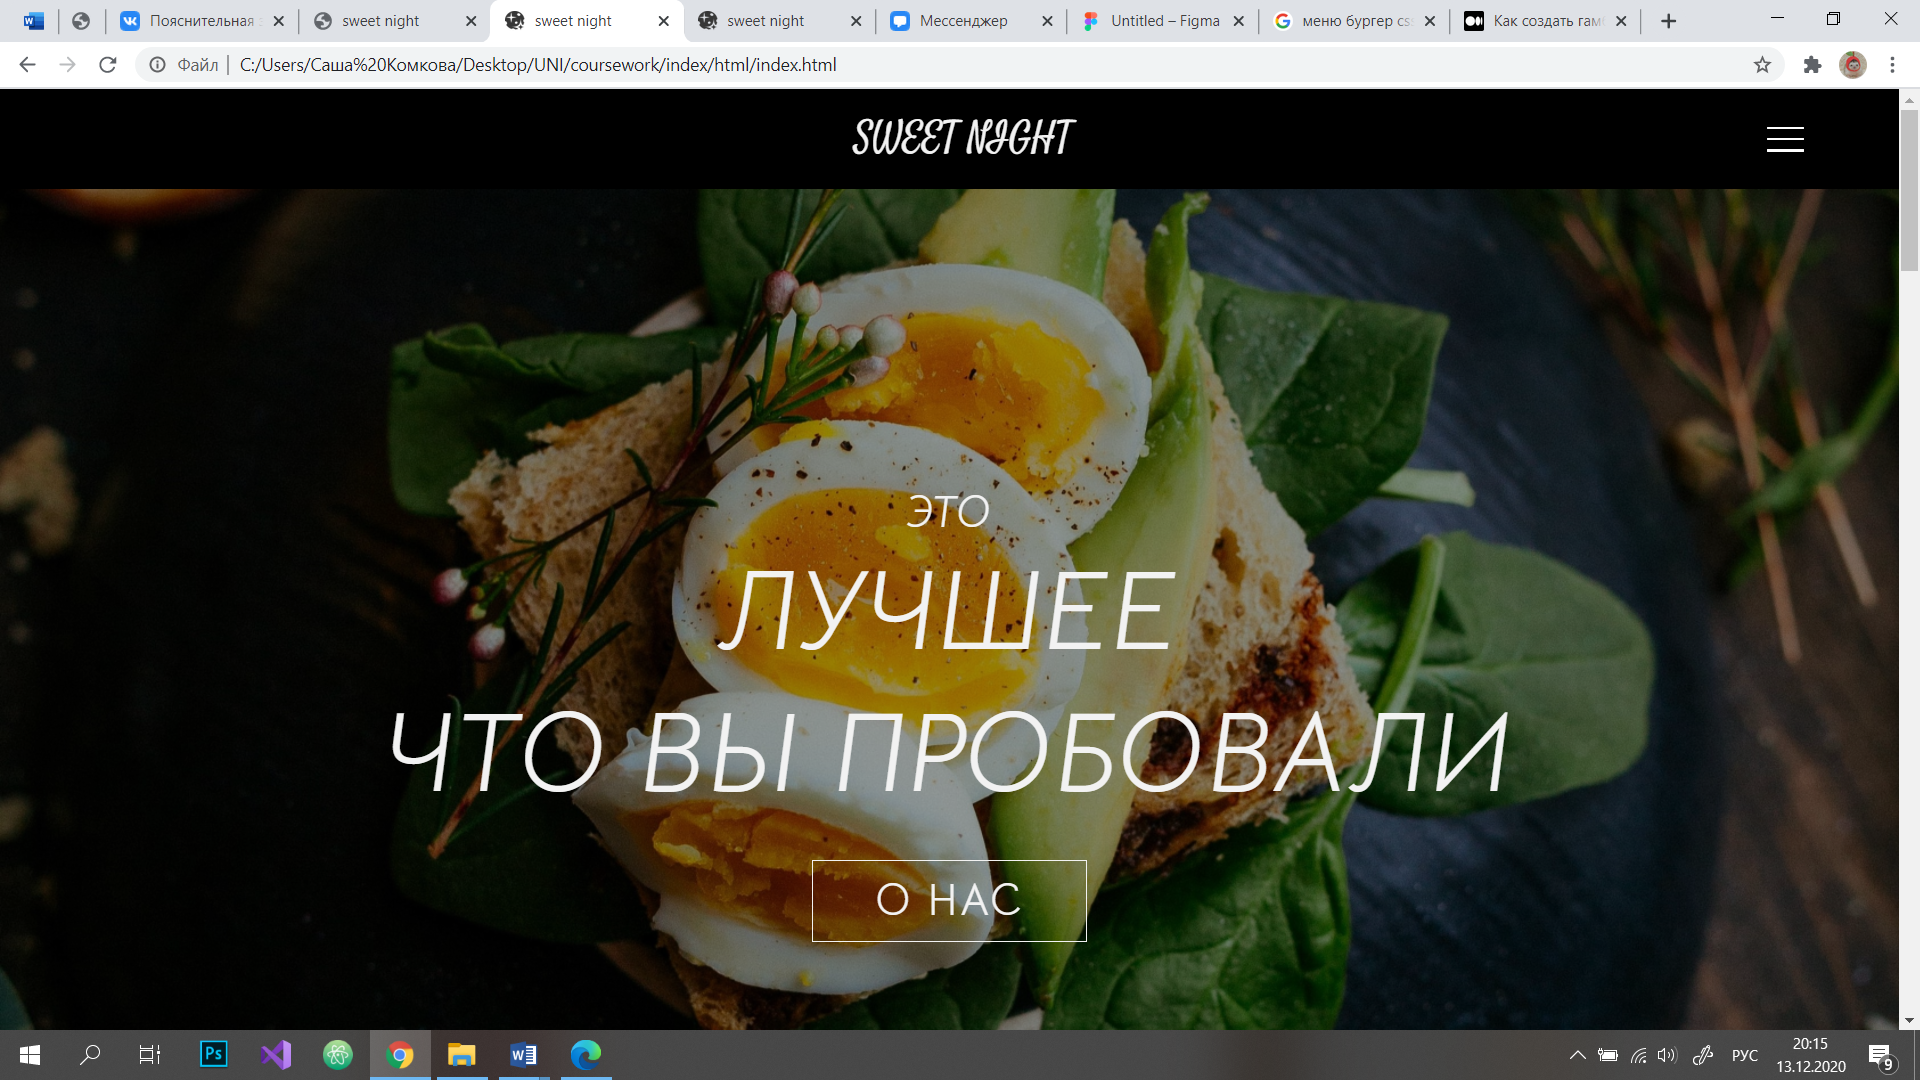 Пояснительная з
sweet night
sweet night
sweet night
Мессенджер
Untitled – Figma
меню бургер css
Как создать гам
Файл
C:/Users/Саша%20Комкова/Desktop/UNI/coursework/index/html/index.html
SWEET NIGHT
ЭТО
ЛУЧШЕЕ
ЧТО ВЫ ПРОБОВАЛИ
О НАС
Ps
РУС
20:15
13.12.2020
9